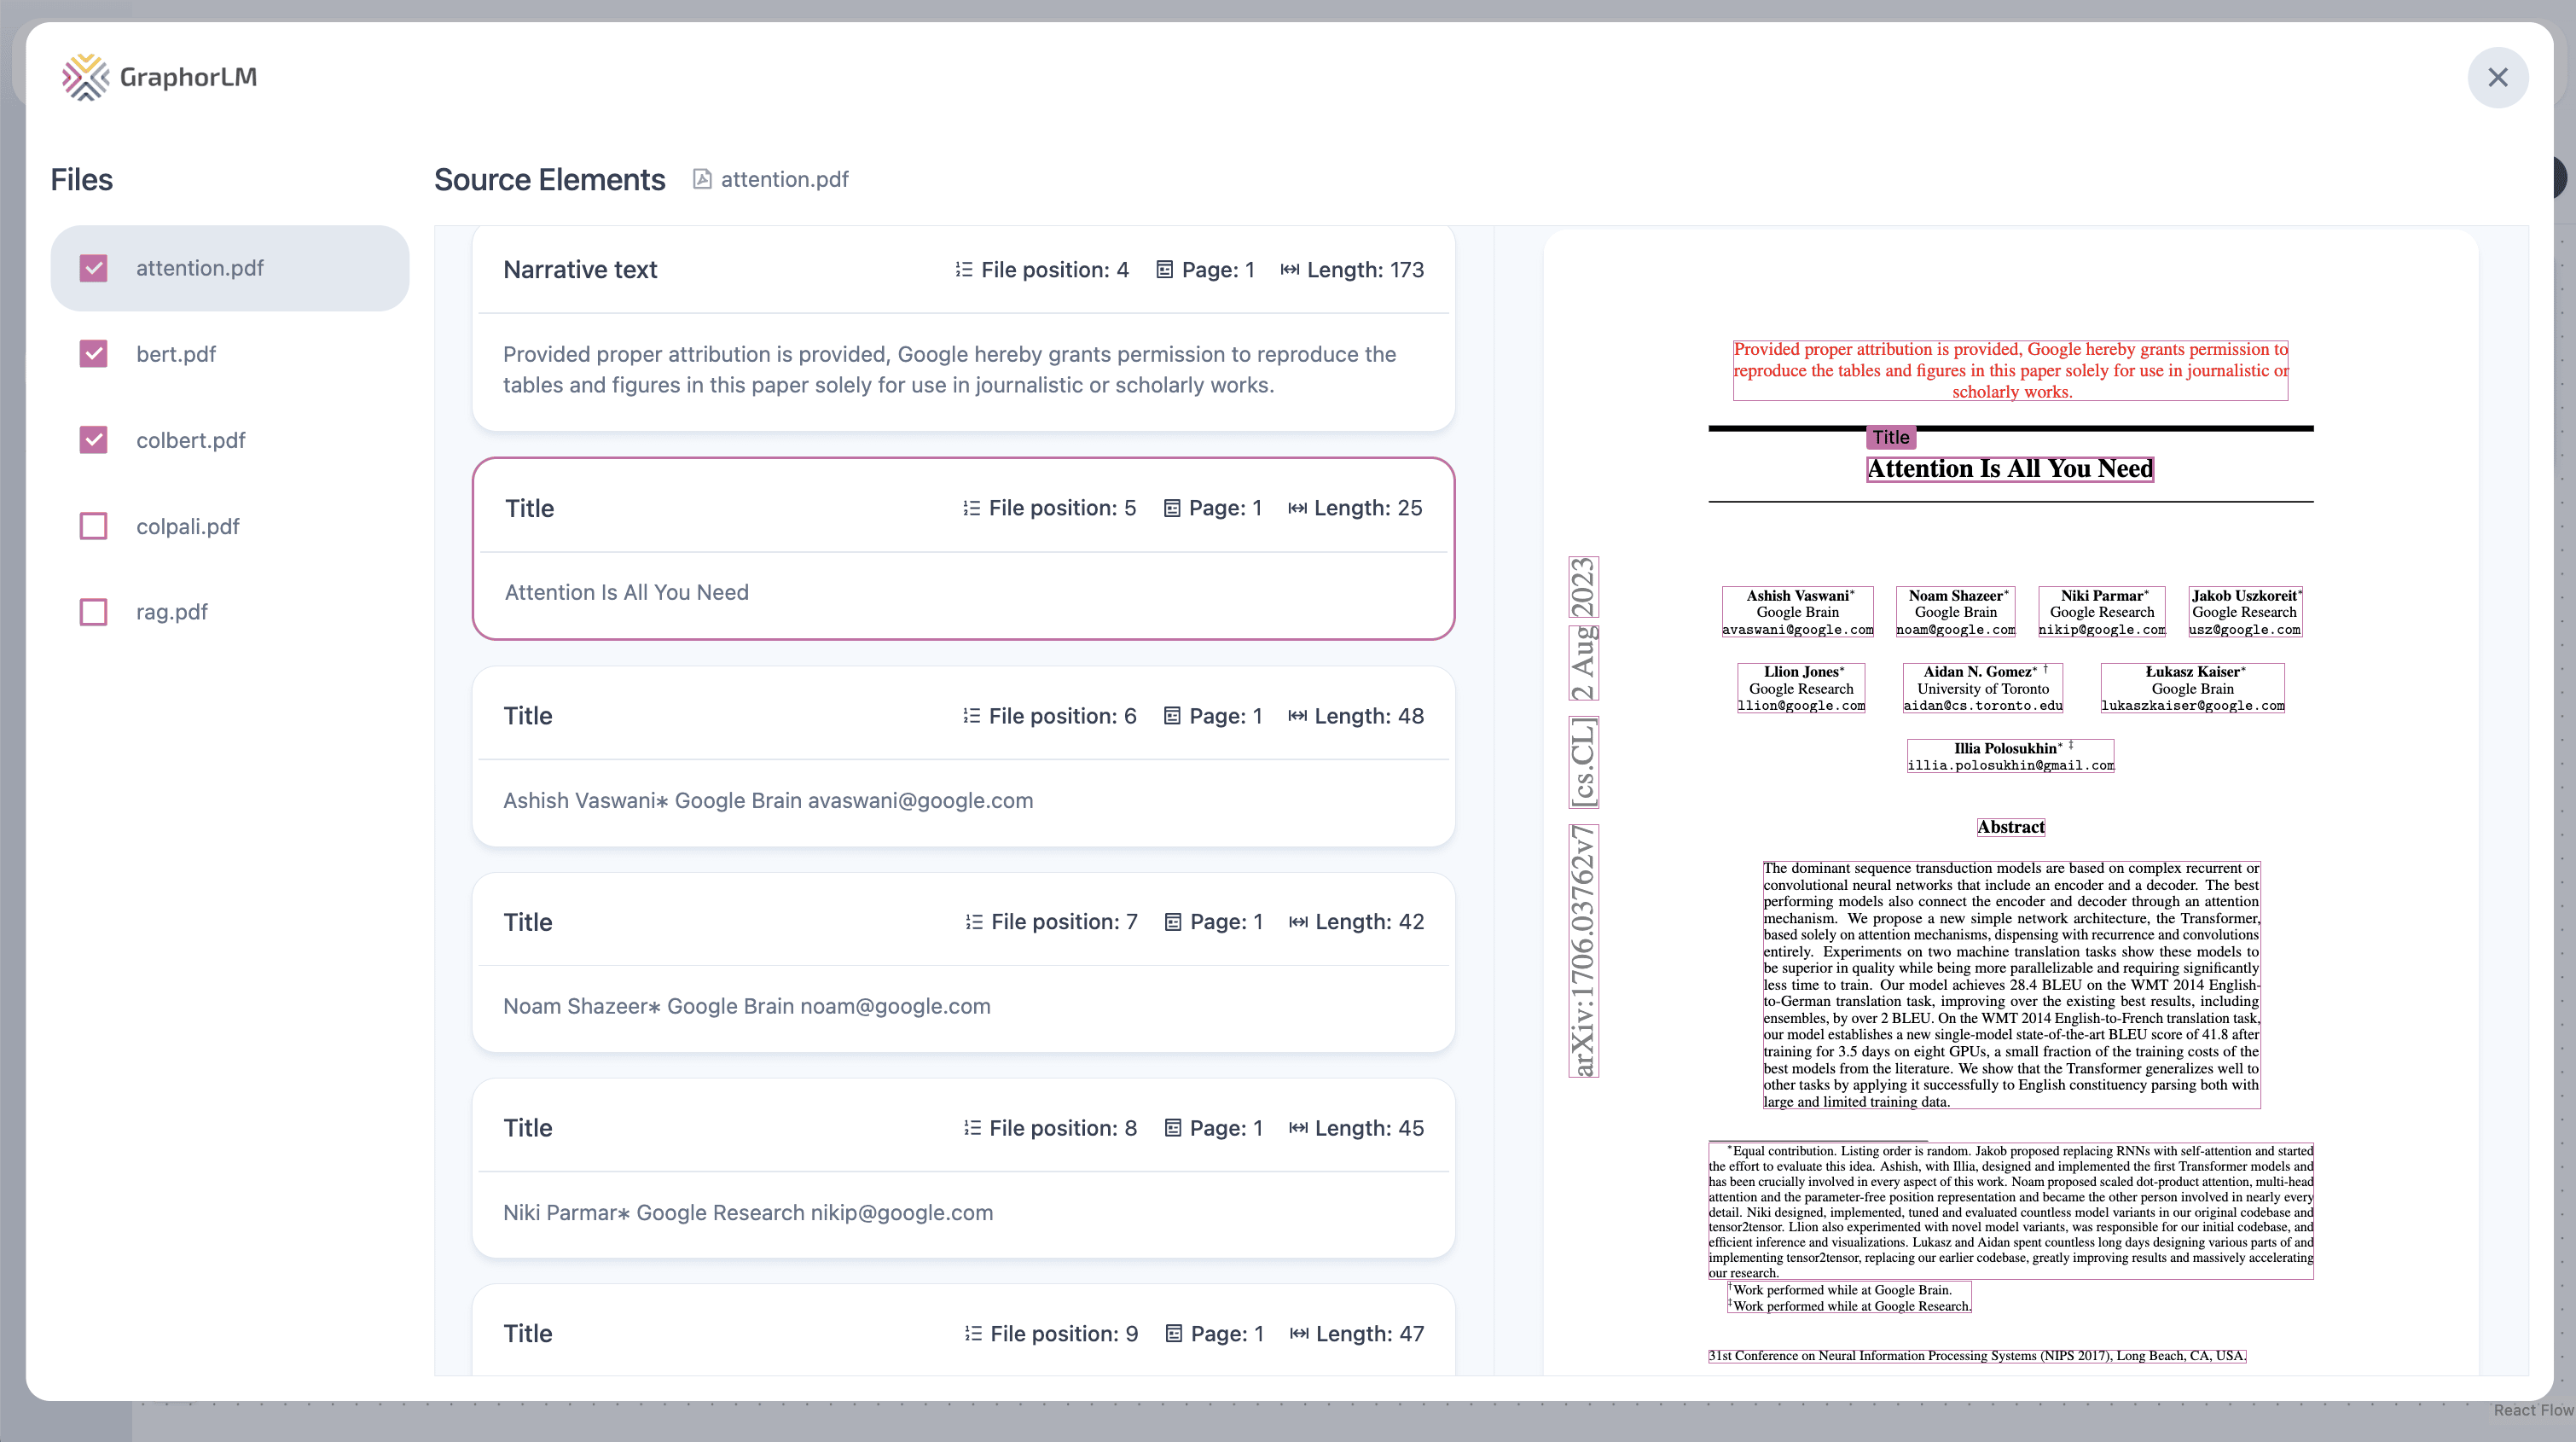 GraphorLM
Files
attention.pdf
bert.pdf
colbert.pdf
colpali.pdf
rag.pdf
Source Elements attention.pdf
Narrative text File position: 4 Page: 1 Length: 173
Provided proper attribution is provided, Google hereby grants permission to reproduce the
tables and figures in this paper solely for use in journalistic or scholarly works.
Title File position: 5 Page: 1 Length: 25
Attention Is All You Need
Title File position: 6 Page: 1 Length: 48
Ashish Vaswani∗ Google Brain avaswani@google.com
Title File position: 7 Page: 1 Length: 42
Noam Shazeer∗ Google Brain noam@google.com
Title File position: 8 Page: 1 Length: 45
Niki Parmar∗ Google Research nikip@google.com
Title File position: 9 Page: 1 Length: 47
Provided proper attribution is provided, Google hereby grants permission to
reproduce the tables and figures in this paper solely for use in journalistic or
scholarly works.
Title
Attention Is All You Need
arXiv:1706.03762v7 [cs.CL] 2 Aug 2023
Ashish Vaswani* Noam Shazeer* Niki Parmar* Jakob Uszkoreit*
Google Brain Google Brain Google Research Google Research
avaswani@google.com noam@google.com nikip@google.com usz@google.com
Llion Jones* Aidan N. Gomez* † Łukasz Kaiser*
Google Research University of Toronto Google Brain
llion@google.com aidan@cs.toronto.edu lukaszkaiser@google.com
Illia Polosukhin* ‡
illia.polosukhin@gmail.com
Abstract
The dominant sequence transduction models are based on complex recurrent or
convolutional neural networks that include an encoder and a decoder. The best
performing models also connect the encoder and decoder through an attention
mechanism. We propose a new simple network architecture, the Transformer,
based solely on attention mechanisms, dispensing with recurrence and convolutions
entirely. Experiments on two machine translation tasks show these models to
be superior in quality while being more parallelizable and requiring significantly
less time to train. Our model achieves 28.4 BLEU on the WMT 2014 English-
to-German translation task, improving over the existing best results, including
ensembles, by over 2 BLEU. On the WMT 2014 English-to-French translation task,
our model establishes a new single-model state-of-the-art BLEU score of 41.8 after
training for 3.5 days on eight GPUs, a small fraction of the training costs of the
best models from the literature. We show that the Transformer generalizes well to
other tasks by applying it successfully to English constituency parsing both with
large and limited training data.
*Equal contribution. Listing order is random. Jakob proposed replacing RNNs with self-attention and started
the effort to evaluate this idea. Ashish, with Illia, designed and implemented the first Transformer models and
has been crucially involved in every aspect of this work. Noam proposed scaled dot-product attention, multi-head
attention and the parameter-free position representation and became the other person involved in nearly every
detail. Niki designed, implemented, tuned and evaluated countless model variants in our original codebase and
tensor2tensor. Llion also experimented with novel model variants, was responsible for our initial codebase, and
efficient inference and visualizations. Lukasz and Aidan spent countless long days designing various parts of and
implementing tensor2tensor, replacing our earlier codebase, greatly improving results and massively accelerating
our research.
†Work performed while at Google Brain.
‡Work performed while at Google Research.
31st Conference on Neural Information Processing Systems (NIPS 2017), Long Beach, CA, USA.
React Flow